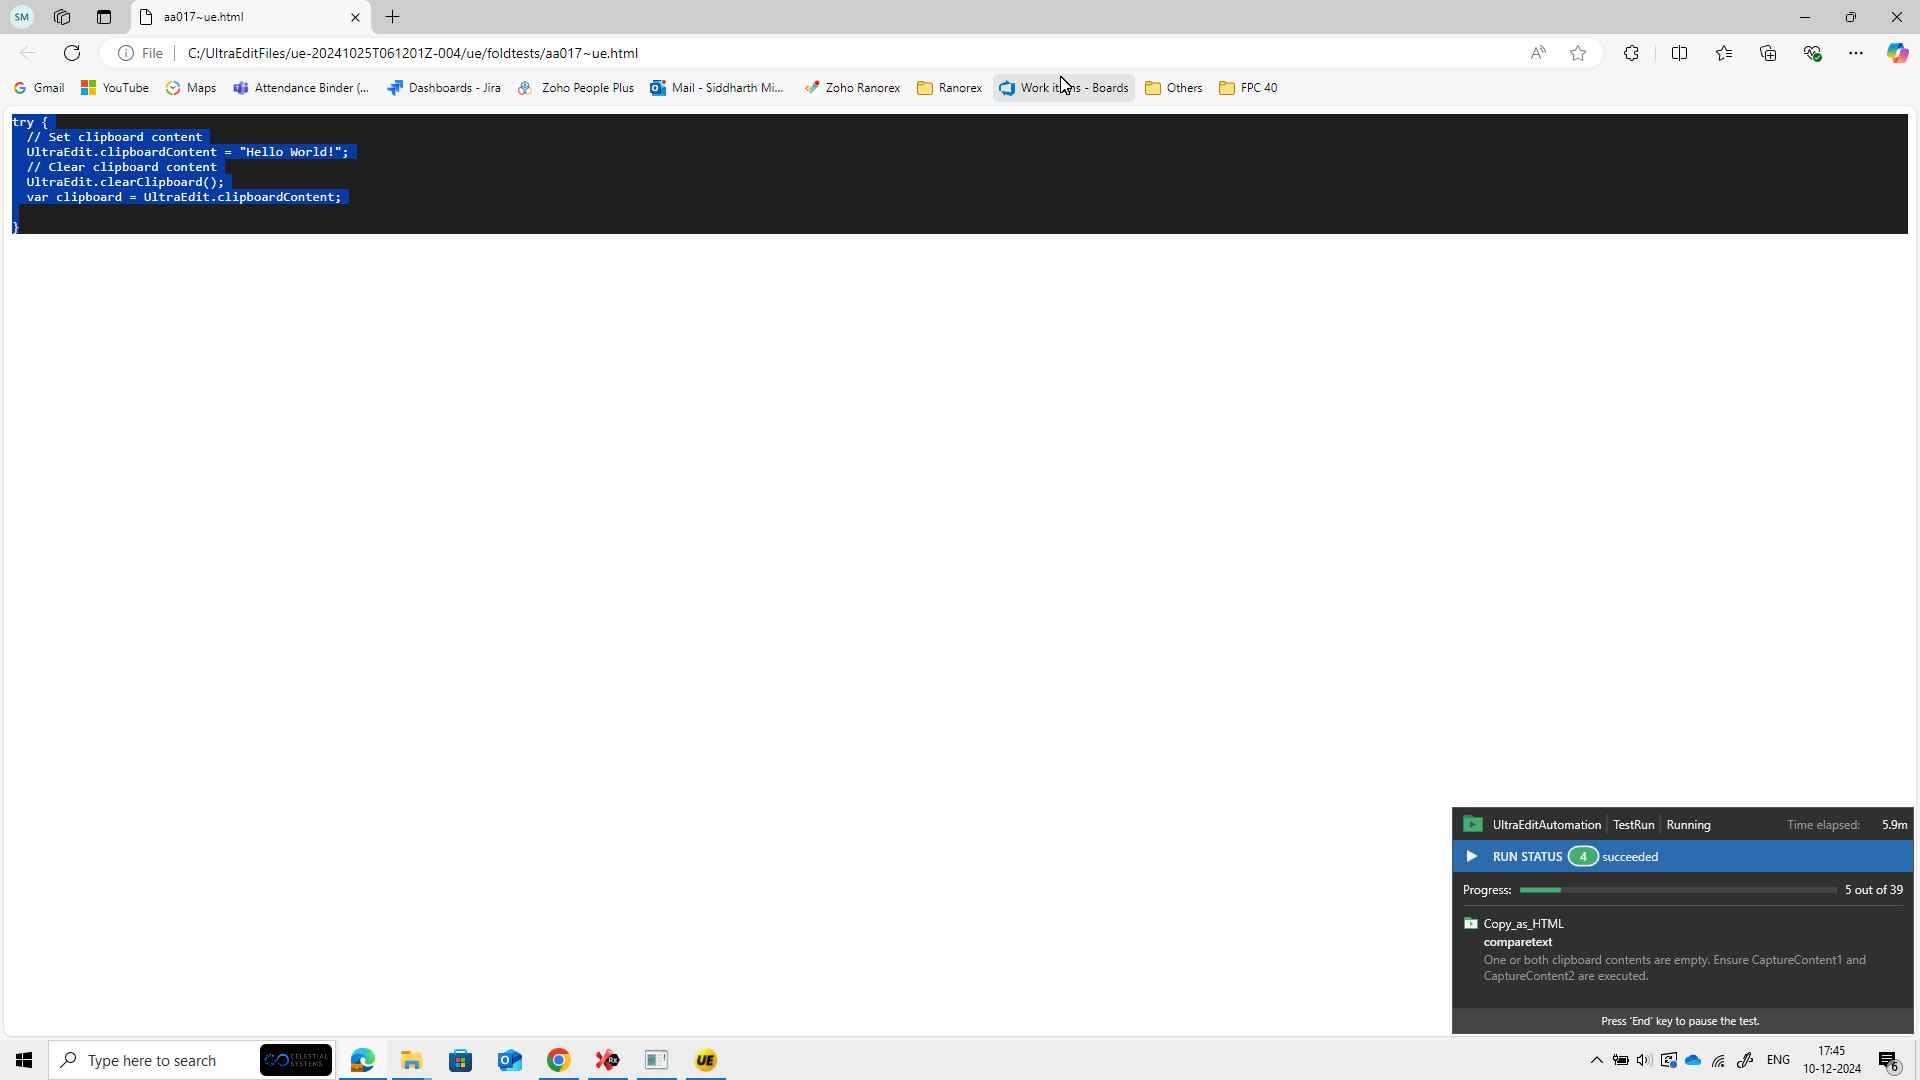 SM
aa017~ue.html
File
C:/UltraEditFiles/ue-20241025T061201Z-004/ue/foldtests/aa017~ue.html
Gmail
YouTube
Maps
Attendance Binder (...
Dashboards - Jira
Zoho People Plus
Mail - Siddharth Mi...
Zoho Ranorex
Ranorex
Work - Boards
Others
FPC 40
try {
// Set clipboard content
UltraEdit.clipboardContent = "Hello World!";
// Clear clipboard content
UltraEdit.clearClipboard();
var clipboard = UltraEdit.clipboardContent;
}
UltraEditAutomation TestRun Running Time elapsed: 5.9m
RUN STATUS 4 succeeded
Progress: 5 out of 39
Copy_as_HTML
comparetext
One or both clipboard contents are empty. Ensure CaptureContent1 and
CaptureContent2 are executed.
Press 'End' key to pause the test.
Type here to search
CELESTIAL
SYSTEMS
UE
ENG
17:45
10-12-2024
6